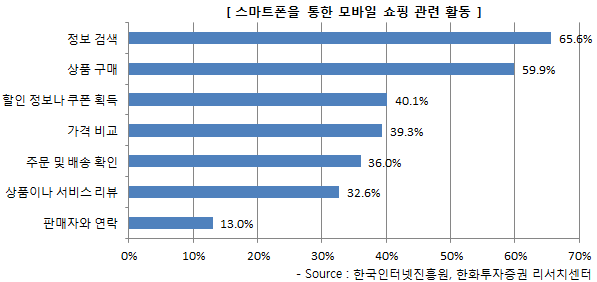 [ 스마트폰을 통한 모바일 쇼핑 관련 활동 ]
정보 검색 65.6%
상품 구매 59.9%
할인 정보나 쿠폰 획득 40.1%
가격 비교 39.3%
주문 및 배송 확인 36.0%
상품이나 서비스 리뷰 32.6%
판매자와 연락 13.0%
0% 10% 20% 30% 40% 50% 60% 70%
- Source : 한국인터넷진흥원, 한화투자증권 리서치센터